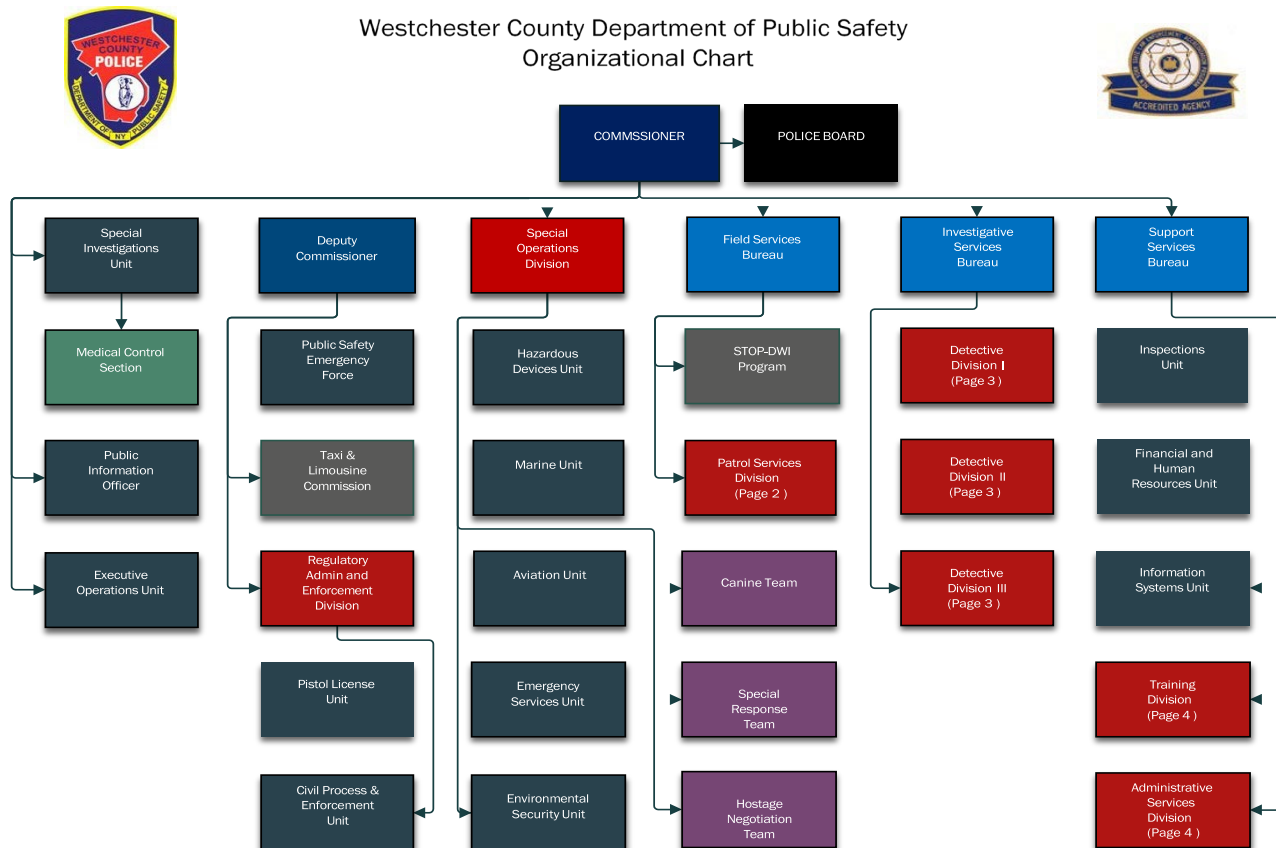 Westchester County Department of Public Safety
Organizational Chart
WESTCHESTER
COUNTY
POLICE
DEPARTMENT OF
NY
PUBLIC SAFETY
ACCREDITED AGENCY
COMMSSIONER
POLICE BOARD
Special
Investigations
Unit
Deputy
Commissioner
Special
Operations
Division
Field Services
Bureau
Investigative
Services
Bureau
Support
Services
Bureau
Medical Control
Section
Public Safety
Emergency
Force
Hazardous
Devices Unit
STOP-DWI
Program
Detective
Division I
(Page 3 )
Inspections
Unit
Public
Information
Officer
Taxi &
Limousine
Commission
Marine Unit
Patrol Services
Division
(Page 2 )
Detective
Division II
(Page 3 )
Financial and
Human
Resources Unit
Executive
Operations Unit
Regulatory
Admin and
Enforcement
Division
Aviation Unit
Canine Team
Detective
Division III
(Page 3 )
Information
Systems Unit
Pistol License
Unit
Emergency
Services Unit
Special
Response
Team
Training
Division
(Page 4 )
Civil Process &
Enforcement
Unit
Environmental
Security Unit
Hostage
Negotiation
Team
Administrative
Services
Division
(Page 4 )